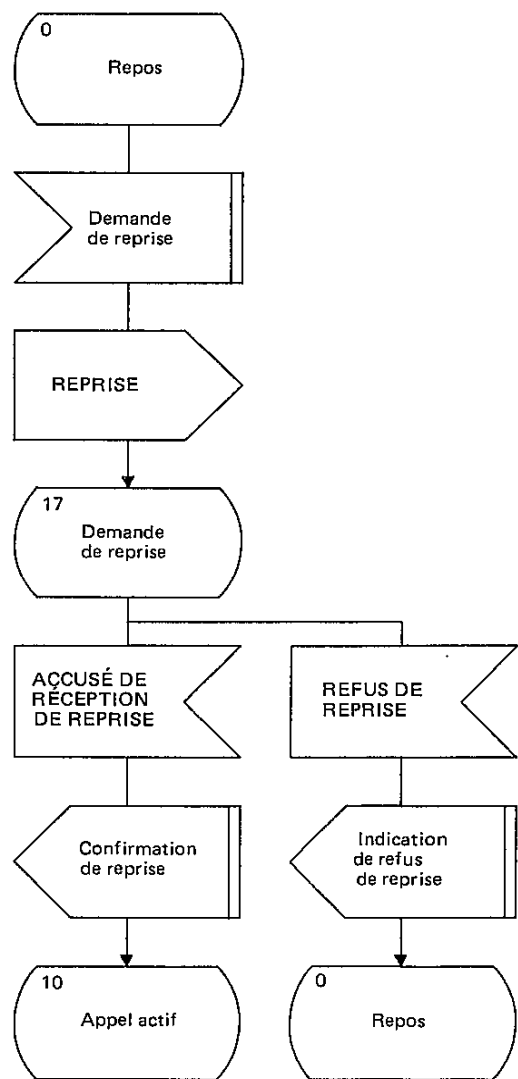 0
Repos
Demande
de reprise
REPRISE
17
Demande
de reprise
ACCUSÉ DE
RÉCEPTION
DE REPRISE
REFUS DE
REPRISE
Confirmation
de reprise
Indication
de refus
de reprise
10
Appel actif
0
Repos